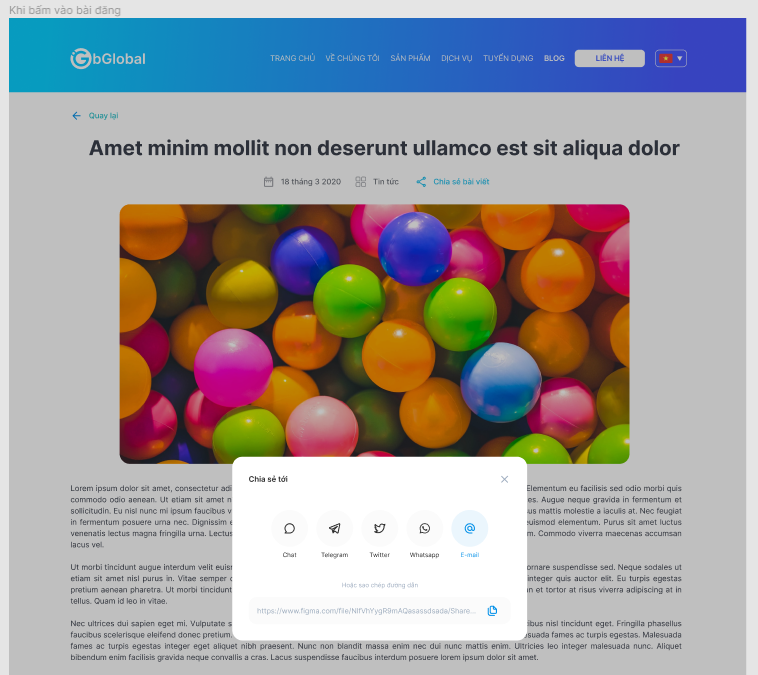 Khi bấm vào bài đăng
GbGlobal
TRANG CHỦ VỀ CHÚNG TÔI SẢN PHẨM DỊCH VỤ TUYỂN DỤNG BLOG LIÊN HỆ
Quay lại
Amet minim mollit non deserunt ullamco est sit aliqua dolor
18 tháng 3 2020 Tin tức Chia sẻ bài viết
Chia sẻ tới
Chat Telegram Twitter Whatsapp E-mail
Hoặc sao chép đường dẫn
https://www.figma.com/file/NIfVhYygR9mAQasassdsada/Share...
Lorem ipsum dolor sit amet, consectetur adi Elementum eu facilisis sed odio morbi quis
commodo odio aenean. Ut etiam sit amet n es. Augue neque gravida in fermentum et
sollicitudin. Eu nisl nunc mi ipsum faucibus v us mattis molestie a iaculis at. Nec feugiat
in fermentum posuere urna nec. Dignissim e euismod elementum. Purus sit amet luctus
venenatis lectus magna fringilla urna. Lectus m. Commodo viverra maecenas accumsan
lacus vel.
Ut morbi tincidunt augue interdum velit euis ornare suspendisse sed. Neque sodales ut
etiam sit amet nisl purus in. Vitae semper integer quis auctor elit. Eu turpis egestas
pretium aenean pharetra. Ut morbi tincidunt an et tortor at risus viverra adipiscing at in
tellus. Quam id leo in vitae.
Nec ultrices dui sapien eget mi. Vulputate s ibus nisl tincidunt eget. Fringilla phasellus
faucibus scelerisque eleifend donec pretium. suada fames ac turpis egestas. Malesuada
fames ac turpis egestas integer eget aliquet nibh praesent. Nunc non blandit massa enim nec dui nunc mattis enim. Ultricies leo integer malesuada nunc. Aliquet
bibendum enim facilisis gravida neque convallis a cras. Lacus suspendisse faucibus interdum posuere lorem ipsum dolor sit amet.